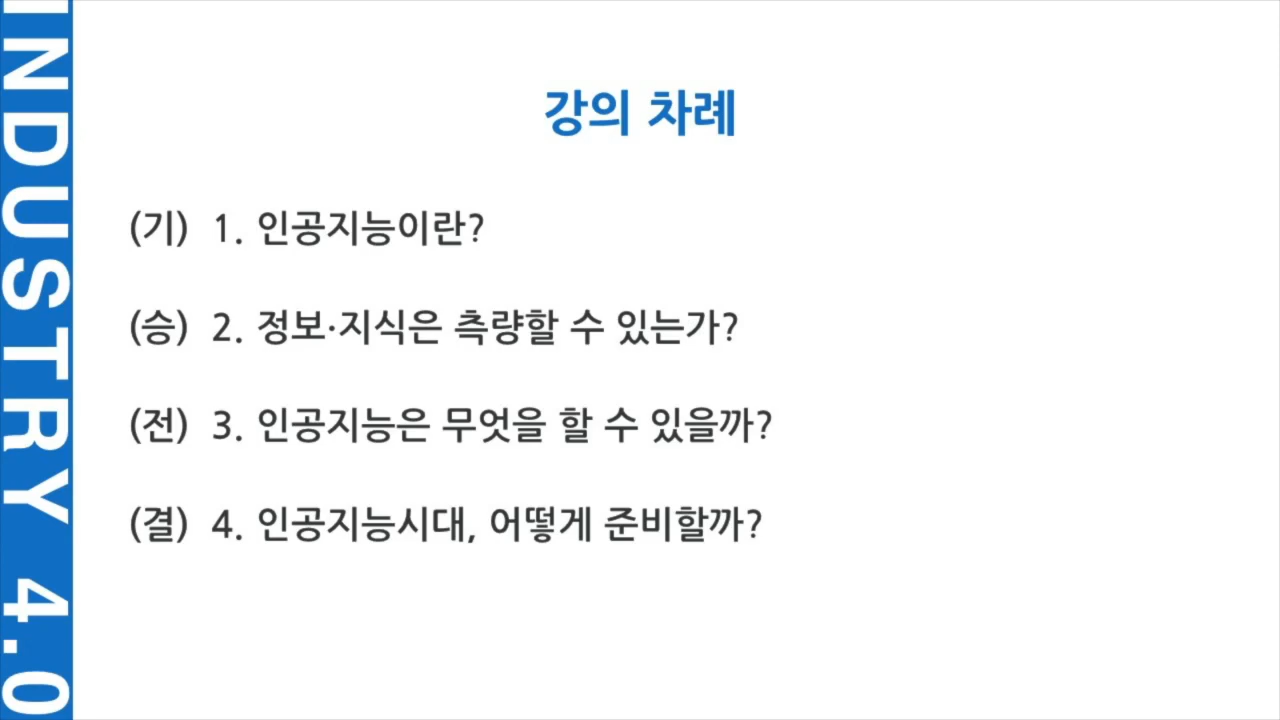 INDUSTRY 4.0
강의 차례
(기) 1. 인공지능이란?
(승) 2. 정보·지식은 측량할 수 있는가?
(전) 3. 인공지능은 무엇을 할 수 있을까?
(결) 4. 인공지능시대, 어떻게 준비할까?